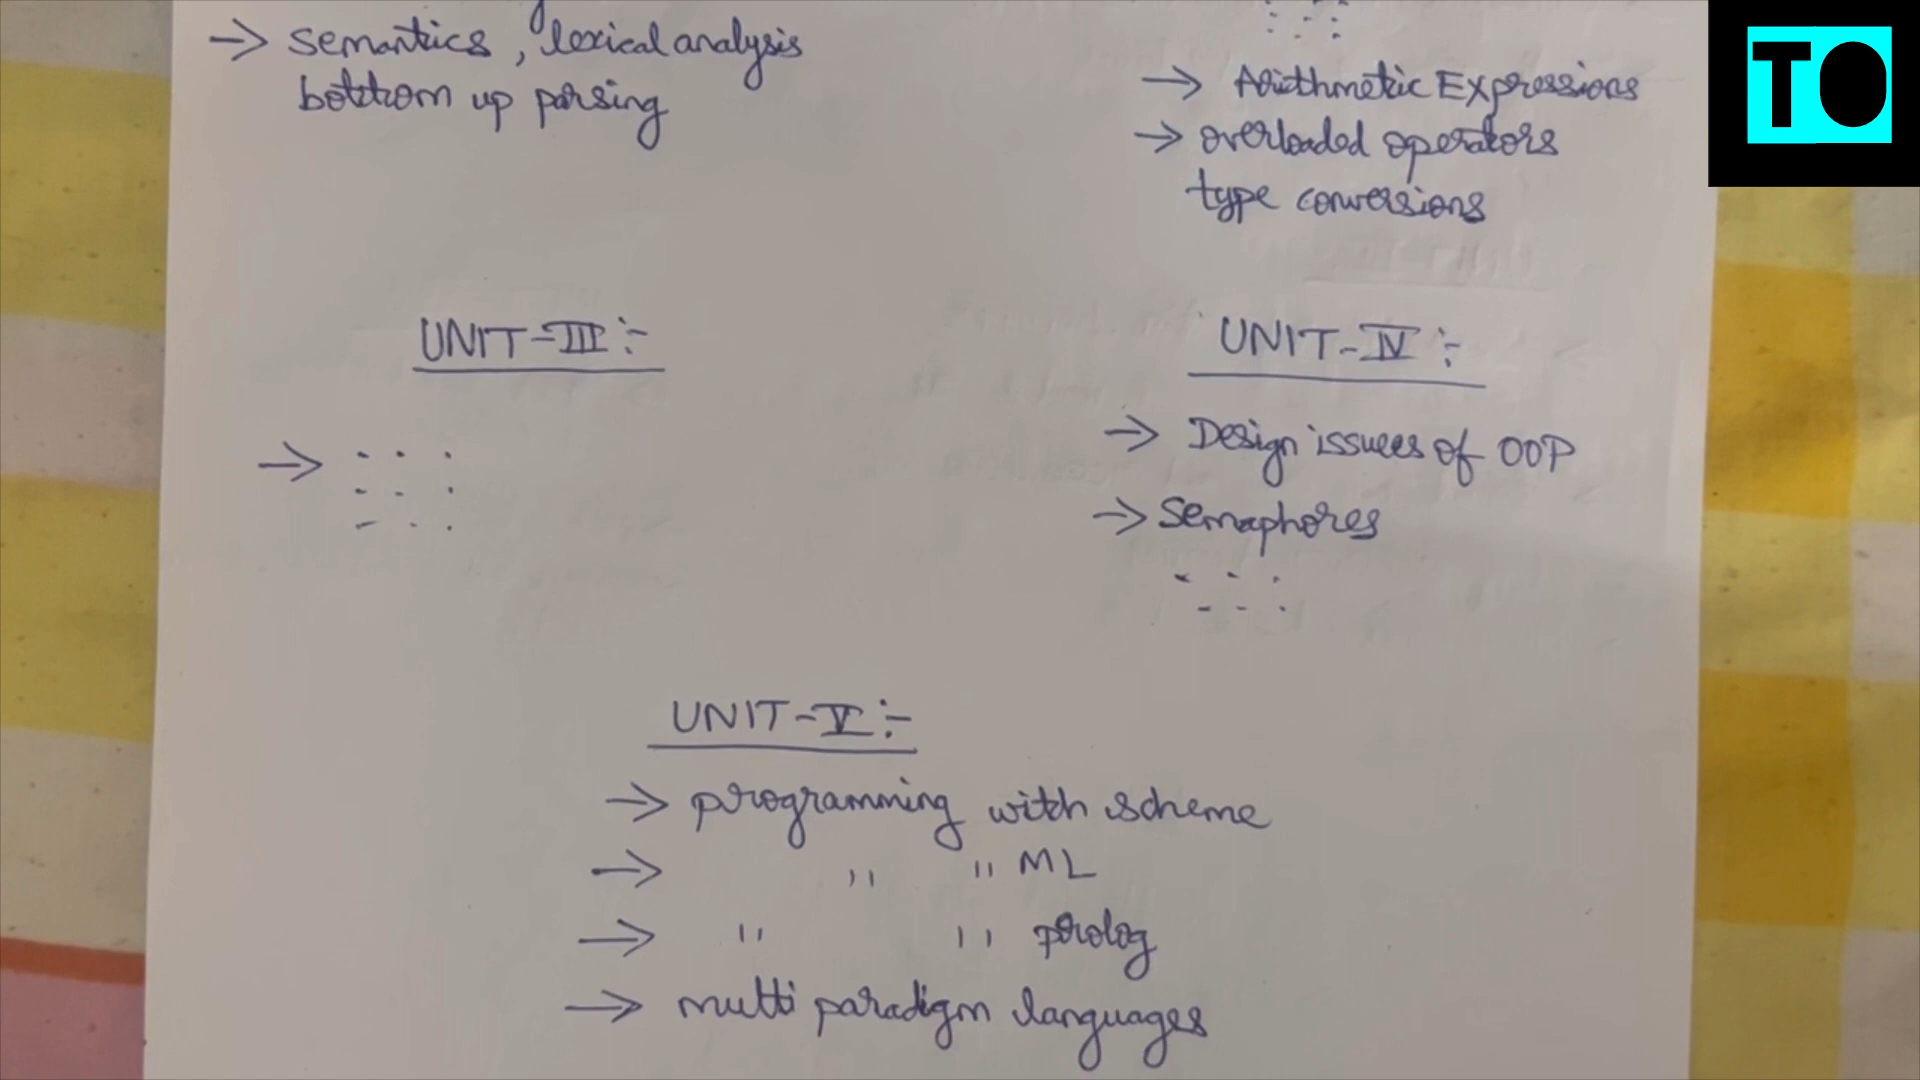 → semantics, lexical analysis
bottom up parsing
→ Arithmetic Expressions
→ overloaded operators
type conversions
TO
UNIT-III :-
→
UNIT-IV :-
→ Design issues of OOP
→ Semaphores
UNIT-V :-
→ programming with scheme
→ " " ML
→ " " prolog
→ multi paradigm languages